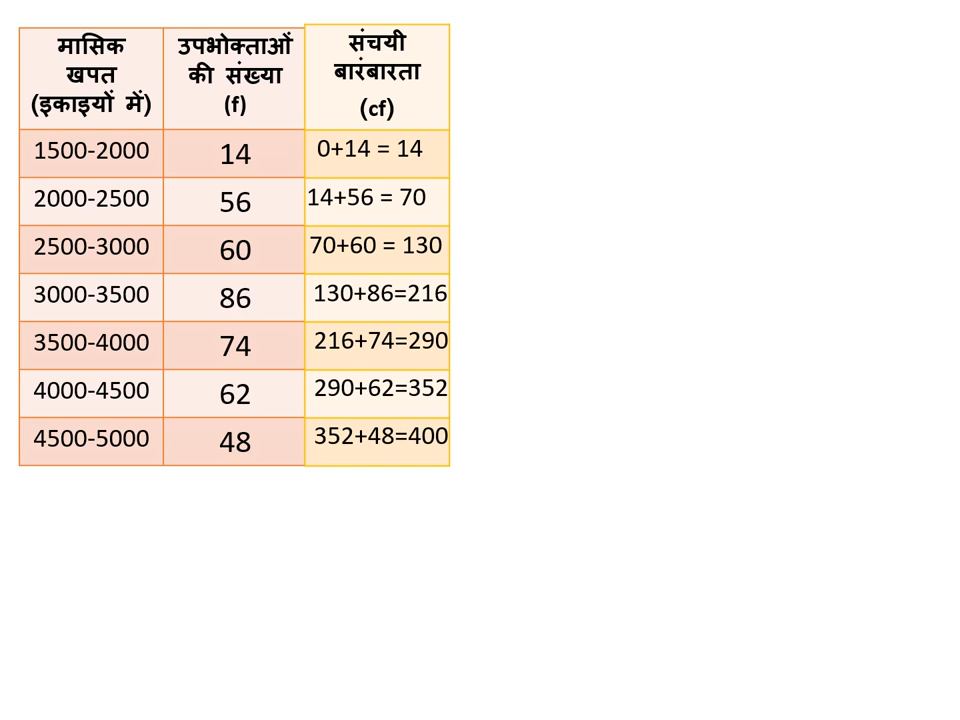 मासिक
खपत
(इकाइयों में)
उपभोक्ताओं
की संख्या
(f)
संचयी
बारंबारता
(cf)
1500-2000 14 0+14 = 14
2000-2500 56 14+56 = 70
2500-3000 60 70+60 = 130
3000-3500 86 130+86=216
3500-4000 74 216+74=290
4000-4500 62 290+62=352
4500-5000 48 352+48=400